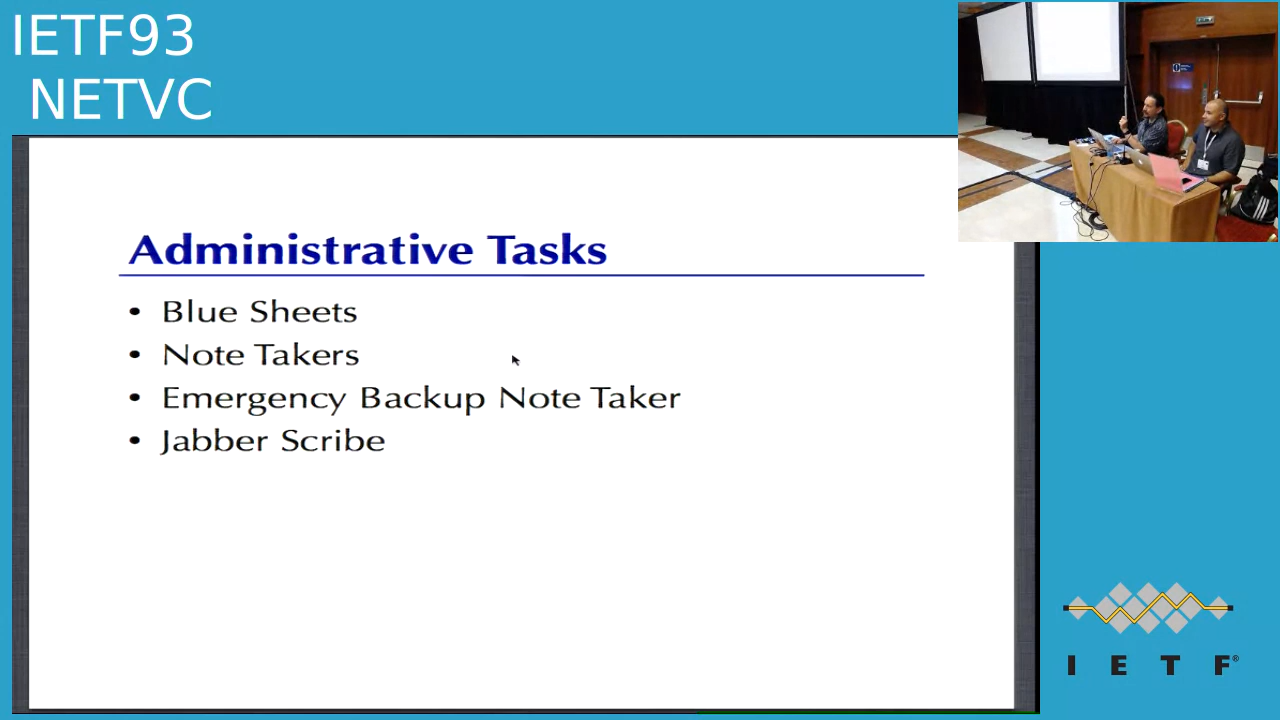 IETF93
NETVC
Administrative Tasks
• Blue Sheets
• Note Takers
• Emergency Backup Note Taker
• Jabber Scribe
I E T F®